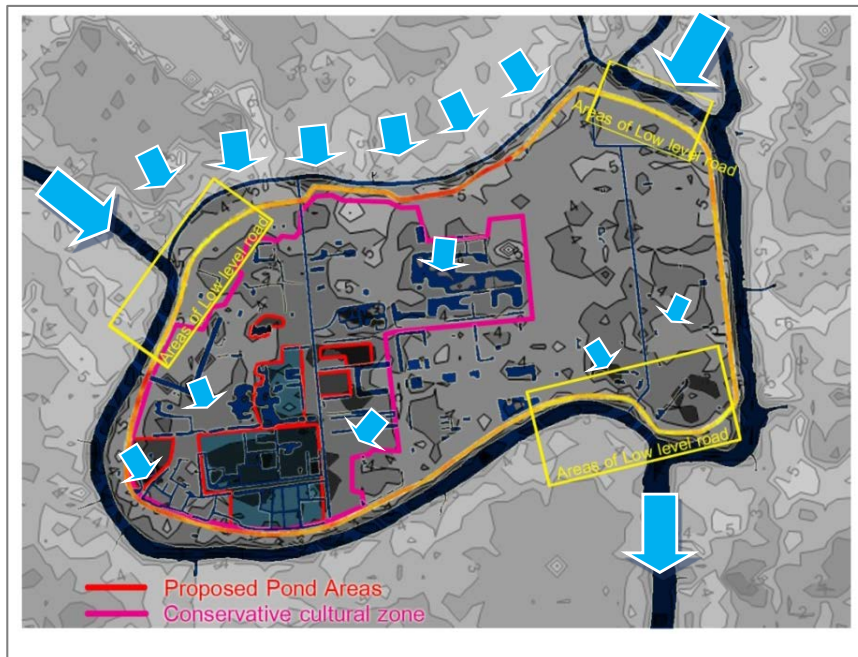 Areas of Low level road
Areas of Low level road
Areas of Low level road
Proposed Pond Areas
Conservative cultural zone